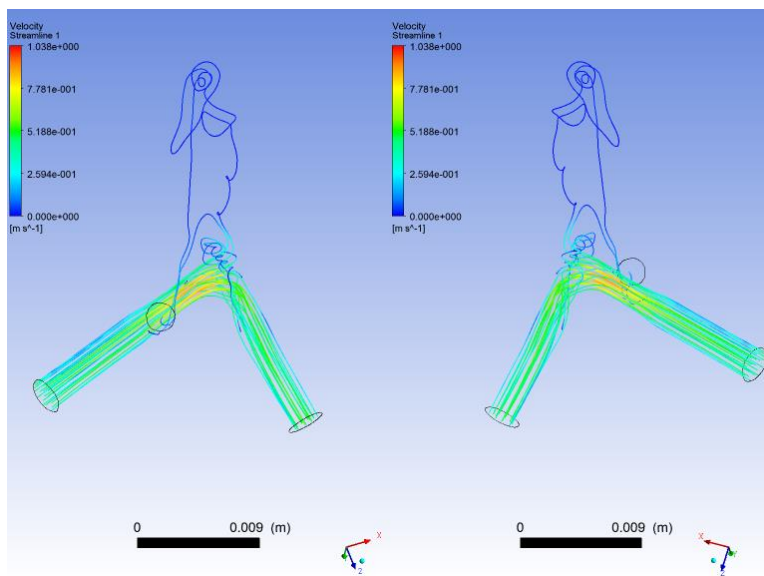 Velocity
Streamline 1
1.038e+000
7.781e-001
5.188e-001
2.594e-001
0.000e+000
[m s^-1]
0 0.009 (m)
X
Y
Z
Velocity
Streamline 1
1.038e+000
7.781e-001
5.188e-001
2.594e-001
0.000e+000
[m s^-1]
0 0.009 (m)
X
Y
Z